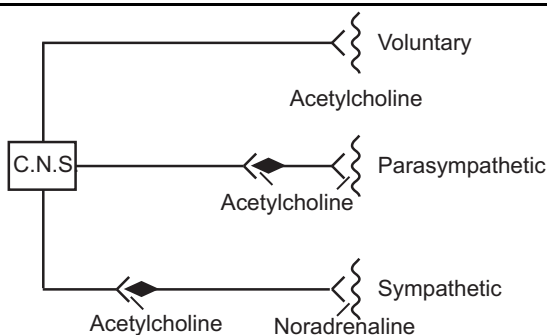 Voluntary
Acetylcholine
C.N.S.
Parasympathetic
Acetylcholine
Sympathetic
Acetylcholine
Noradrenaline